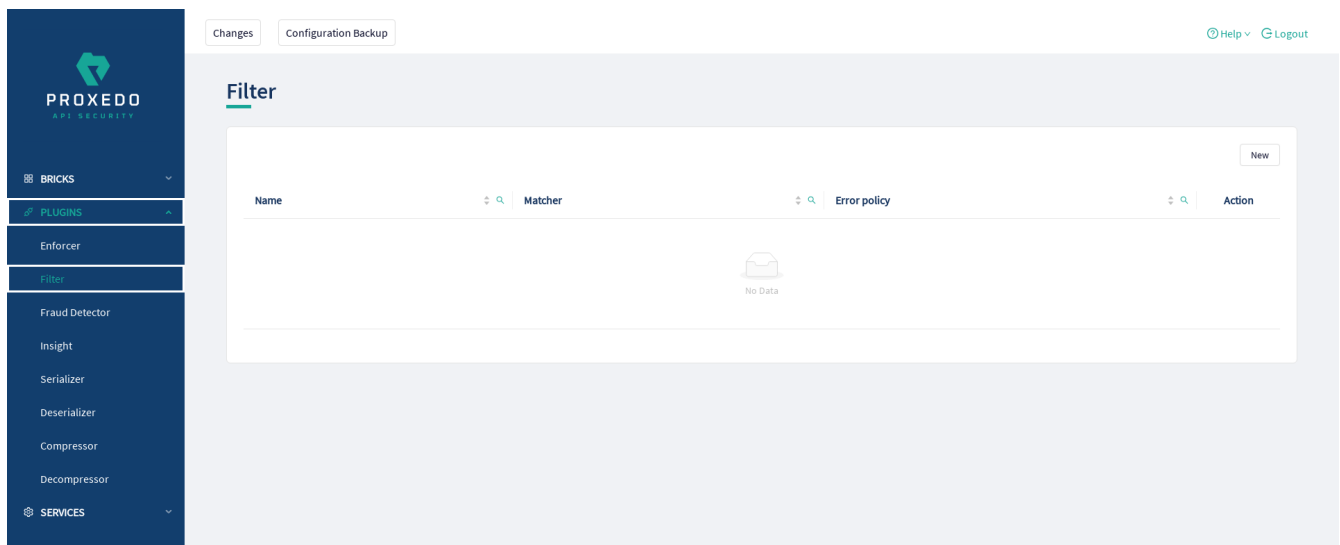 Changes
Configuration Backup
Help
Logout
PROXEDO
API SECURITY
BRICKS
PLUGINS
Enforcer
Filter
Fraud Detector
Insight
Serializer
Deserializer
Compressor
Decompressor
SERVICES
Filter
New
Name Matcher Error policy Action
No Data